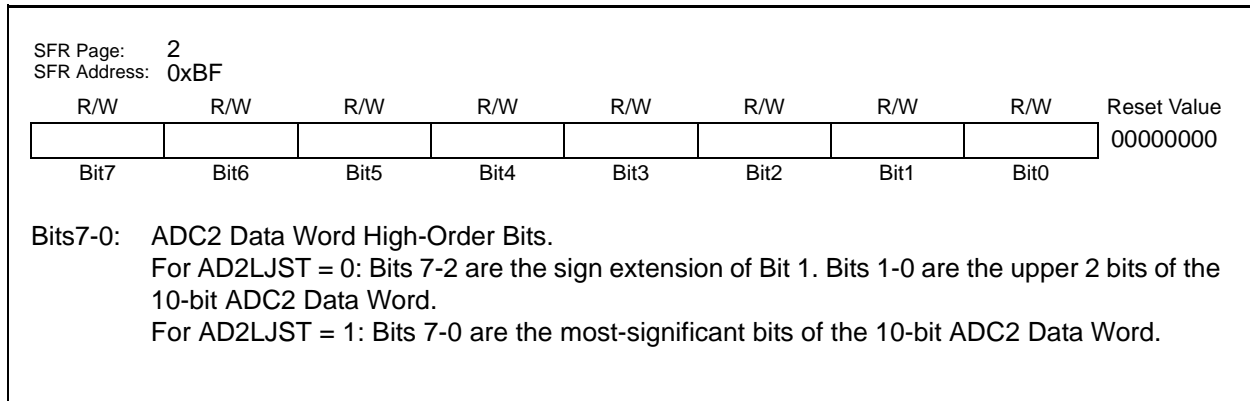 SFR Page: 2
SFR Address: 0xBF
R/W R/W R/W R/W R/W R/W R/W R/W Reset Value
00000000
Bit7 Bit6 Bit5 Bit4 Bit3 Bit2 Bit1 Bit0
Bits7-0: ADC2 Data Word High-Order Bits.
For AD2LJST = 0: Bits 7-2 are the sign extension of Bit 1. Bits 1-0 are the upper 2 bits of the
10-bit ADC2 Data Word.
For AD2LJST = 1: Bits 7-0 are the most-significant bits of the 10-bit ADC2 Data Word.